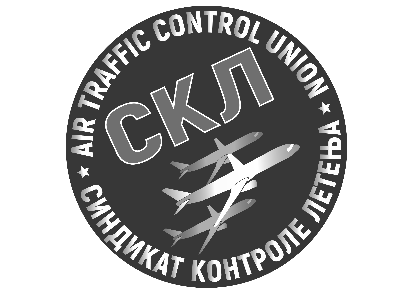 AIR TRAFFIC CONTROL UNION
СКЛ
СИНДИКАТ КОНТРОЛЕ ЛЕТЕЊА